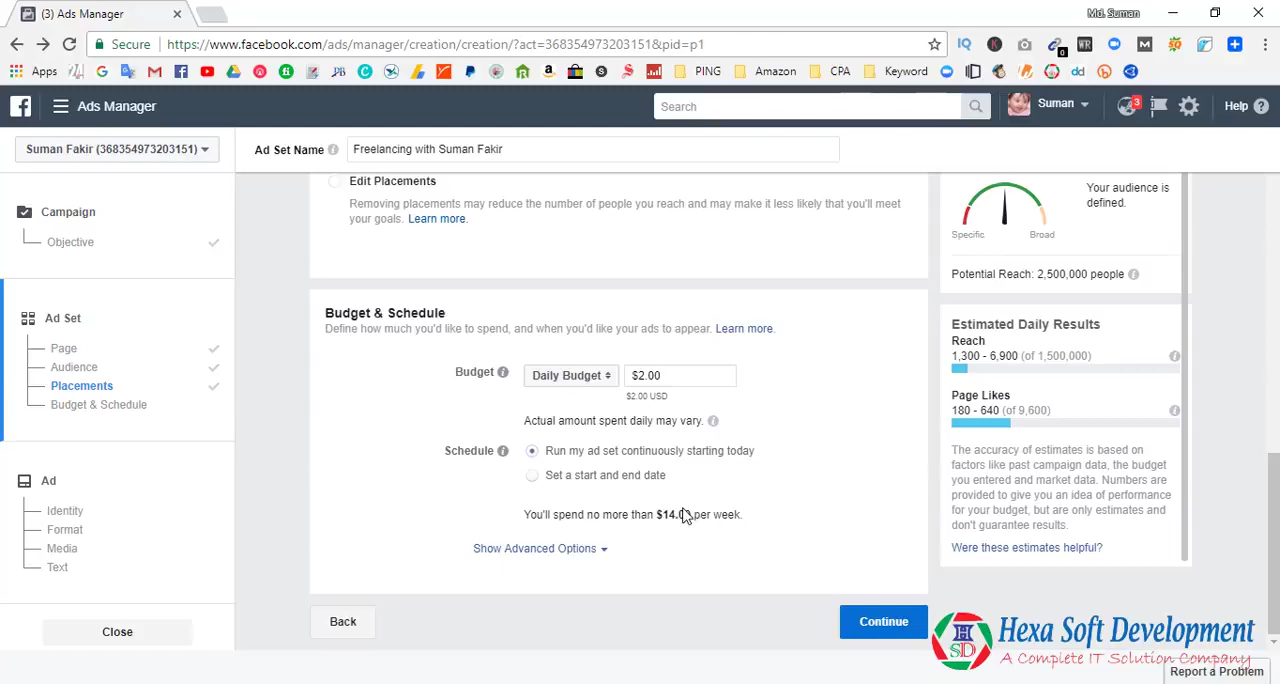 (3) Ads Manager
Md. Suman
Secure
https://www.facebook.com/ads/manager/creation/creation/?act=368354973203151&pid=p1
Apps
PING
Amazon
CPA
Keyword
Ads Manager
Search
Suman
3
Help
Suman Fakir (368354973203151)
Ad Set Name
Freelancing with Suman Fakir
Campaign
Objective
Ad Set
Page
Audience
Placements
Budget & Schedule
Ad
Identity
Format
Media
Text
Close
Edit Placements
Removing placements may reduce the number of people you reach and may make it less likely that you'll meet
your goals. Learn more.
Budget & Schedule
Define how much you'd like to spend, and when you'd like your ads to appear. Learn more.
Budget
Daily Budget
$2.00
$2.00 USD
Actual amount spent daily may vary.
Schedule
Run my ad set continuously starting today
Set a start and end date
You'll spend no more than per week.
Show Advanced Options
Back
Continue
Your audience is
defined.
Specific
Broad
Potential Reach: 2,500,000 people
Estimated Daily Results
Reach
1,300 - 6,900 (of 1,500,000)
Page Likes
180 - 640 (of 9,600)
The accuracy of estimates is based on
factors like past campaign data, the budget
you entered and market data. Numbers are
provided to give you an idea of performance
for your budget, but are only estimates and
don't guarantee results.
Were these estimates helpful?
HSD
Hexa Soft Development
A Complete IT Solution Company
Report a Problem